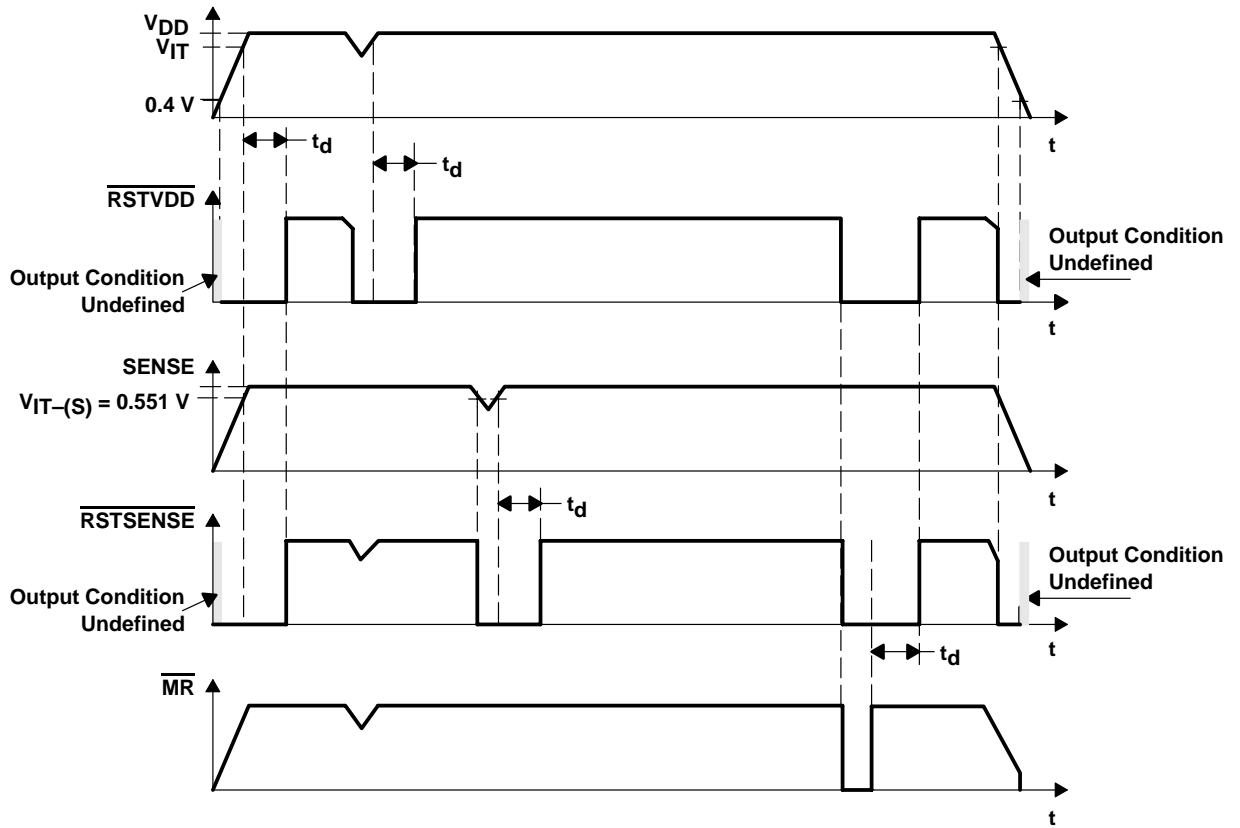 VDD
VIT
0.4 V
t
td
td
RSTVDD
Output Condition
Undefined
Output Condition
Undefined
t
SENSE
VIT–(S) = 0.551 V
t
td
RSTSENSE
Output Condition
Undefined
Output Condition
Undefined
t
td
MR
t